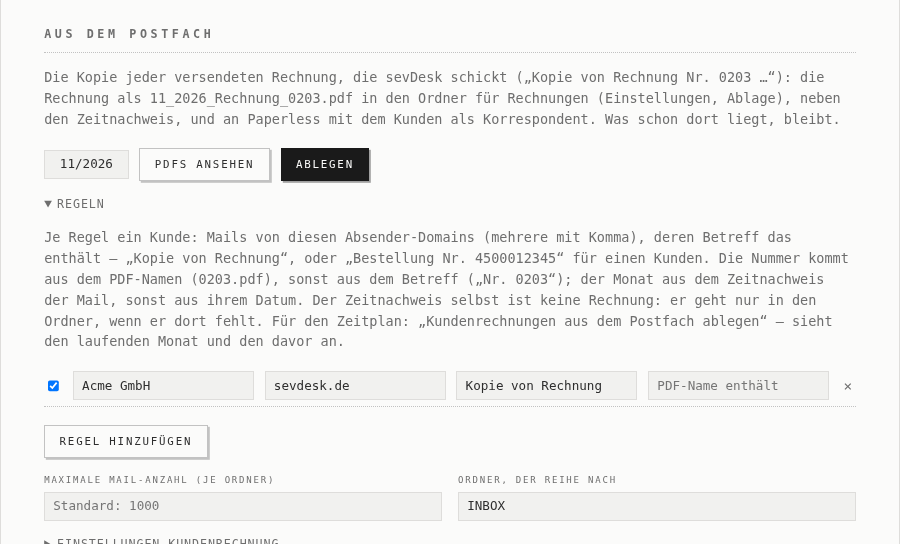 AUS DEM POSTFACH
Die Kopie jeder versendeten Rechnung, die sevDesk schickt („Kopie von Rechnung Nr. 0203 …“): die
Rechnung als 11_2026_Rechnung_0203.pdf in den Ordner für Rechnungen (Einstellungen, Ablage), neben
den Zeitnachweis, und an Paperless mit dem Kunden als Korrespondent. Was schon dort liegt, bleibt.
11/2026 PDFS ANSEHEN ABLEGEN
▼ REGELN
Je Regel ein Kunde: Mails von diesen Absender-Domains (mehrere mit Komma), deren Betreff das
enthält – „Kopie von Rechnung“, oder „Bestellung Nr. 4500012345“ für einen Kunden. Die Nummer kommt
aus dem PDF-Namen (0203.pdf), sonst aus dem Betreff („Nr. 0203“); der Monat aus dem Zeitnachweis
der Mail, sonst aus ihrem Datum. Der Zeitnachweis selbst ist keine Rechnung: er geht nur in den
Ordner, wenn er dort fehlt. Für den Zeitplan: „Kundenrechnungen aus dem Postfach ablegen“ – sieht
den laufenden Monat und den davor an.
Acme GmbH sevdesk.de Kopie von Rechnung PDF-Name enthält ×
REGEL HINZUFÜGEN
MAXIMALE MAIL-ANZAHL (JE ORDNER) ORDNER, DER REIHE NACH
Standard: 1000 INBOX
▶ EINSTELLUNGEN KUNDENRECHNUNG